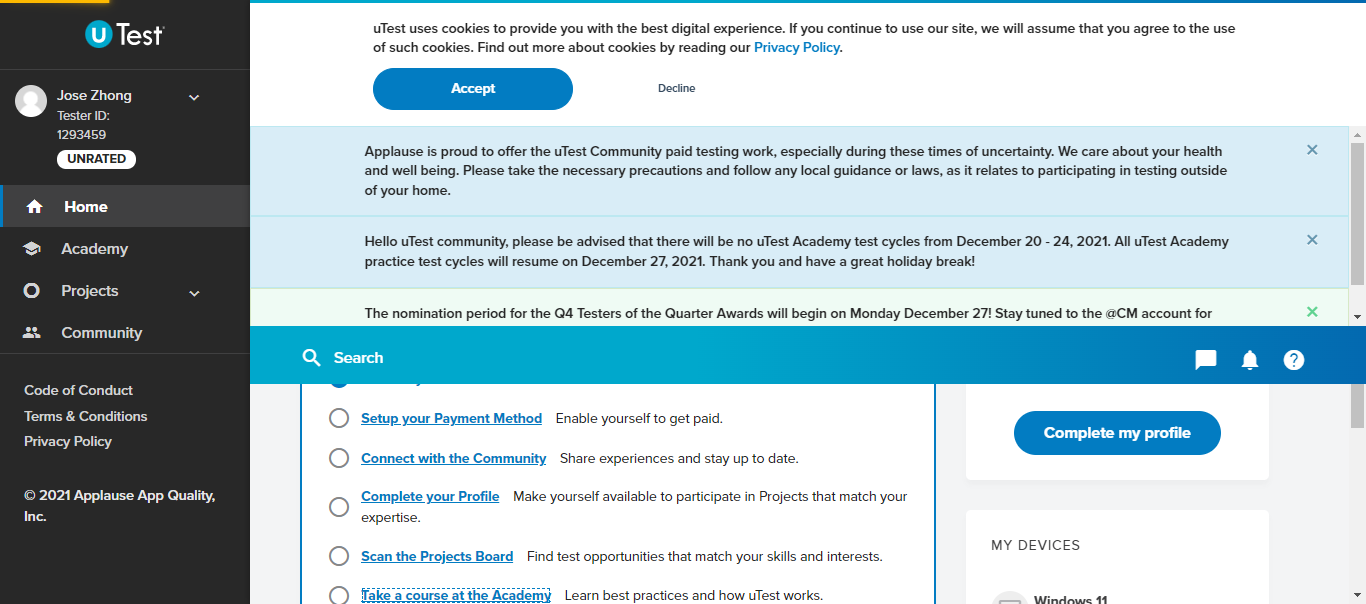 uTest
Jose Zhong
Tester ID:
1293459
UNRATED
Home
Academy
Projects
Community
Code of Conduct
Terms & Conditions
Privacy Policy
© 2021 Applause App Quality,
Inc.
uTest uses cookies to provide you with the best digital experience. If you continue to use our site, we will assume that you agree to the use
of such cookies. Find out more about cookies by reading our Privacy Policy.
Accept
Decline
Applause is proud to offer the uTest Community paid testing work, especially during these times of uncertainty. We care about your health
and well being. Please take the necessary precautions and follow any local guidance or laws, as it relates to participating in testing outside
of your home.
Hello uTest community, please be advised that there will be no uTest Academy test cycles from December 20 - 24, 2021. All uTest Academy
practice test cycles will resume on December 27, 2021. Thank you and have a great holiday break!
The nomination period for the Q4 Testers of the Quarter Awards will begin on Monday December 27! Stay tuned to the @CM account for
Search
Setup your Payment Method Enable yourself to get paid.
Connect with the Community Share experiences and stay up to date.
Complete your Profile Make yourself available to participate in Projects that match your
expertise.
Scan the Projects Board Find test opportunities that match your skills and interests.
Take a course at the Academy Learn best practices and how uTest works.
Complete my profile
MY DEVICES
Windows 11